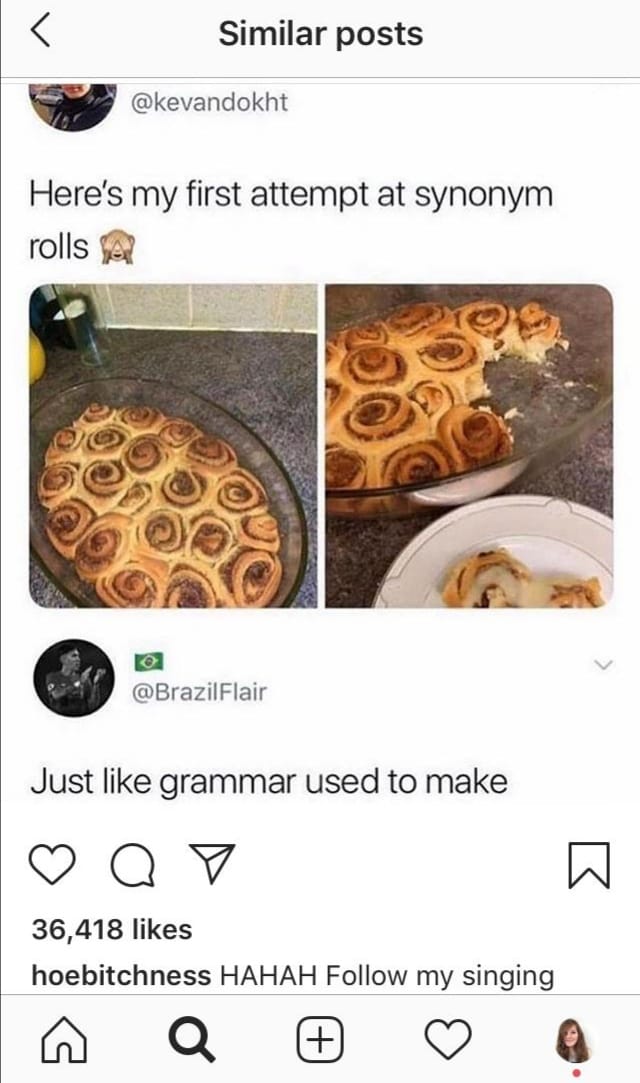 Similar posts
@kevandokht
Here's my first attempt at synonym
rolls 🙈
🇧🇷
@BrazilFlair
Just like grammar used to make
36,418 likes
hoebitchness HAHAH Follow my singing